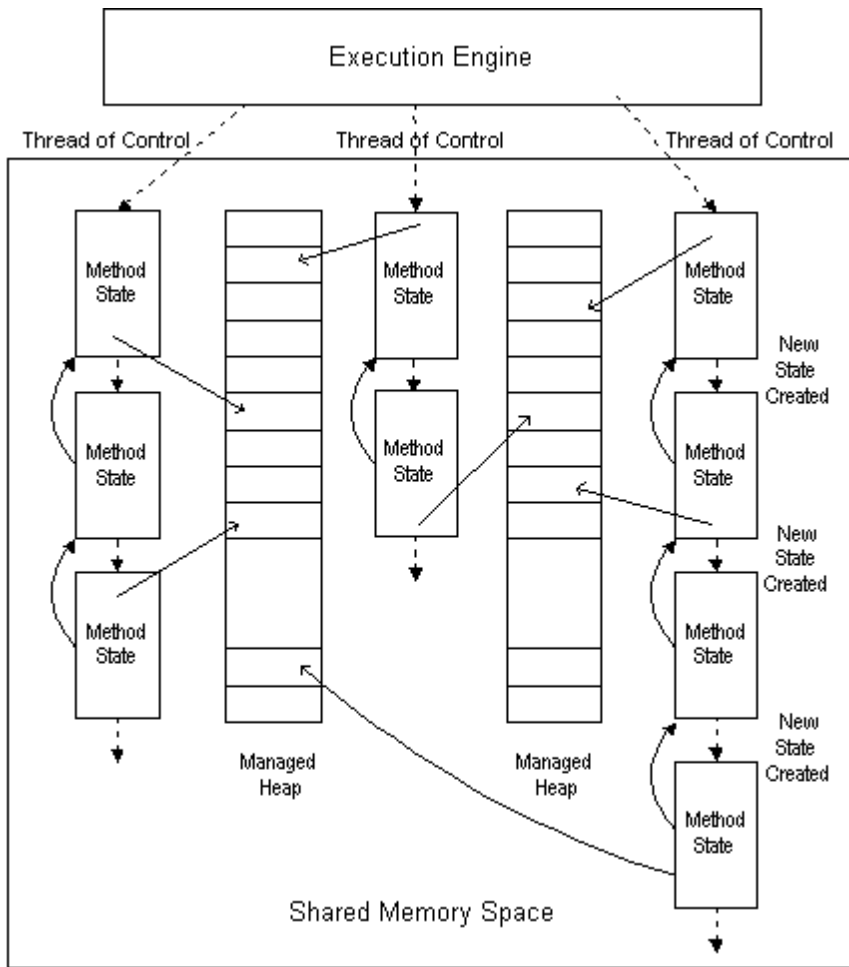 Execution Engine
Thread of Control
Thread of Control
Thread of Control
Method
State
Method
State
Method
State
New
State
Created
Method
State
Method
State
Method
State
New
State
Created
Method
State
Method
State
New
State
Created
Managed
Heap
Managed
Heap
Method
State
Shared Memory Space